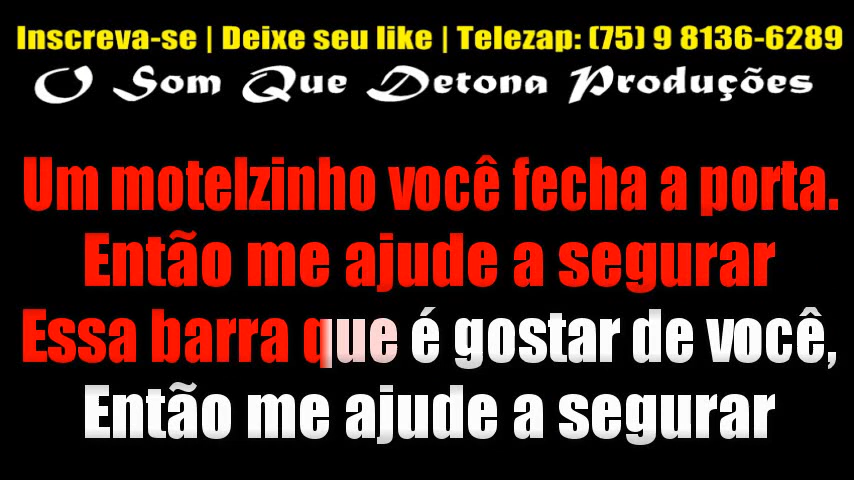 Inscreva-se | Deixe seu like | Telezap: (75) 9 8136-6289
O Som Que Detona Produções
Um motelzinho você fecha a porta.
Então me ajude a segurar
Essa barra que é gostar de você,
Então me ajude a segurar